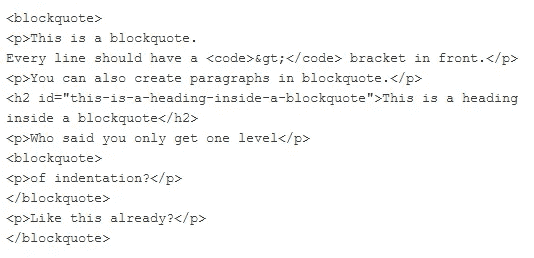 <blockquote>
<p>This is a blockquote.
Every line should have a <code>&gt;</code> bracket in front.</p>
<p>You can also create paragraphs in blockquote.</p>
<h2 id="this-is-a-heading-inside-a-blockquote">This is a heading
inside a blockquote</h2>
<p>Who said you only get one level</p>
<blockquote>
<p>of indentation?</p>
</blockquote>
<p>Like this already?</p>
</blockquote>